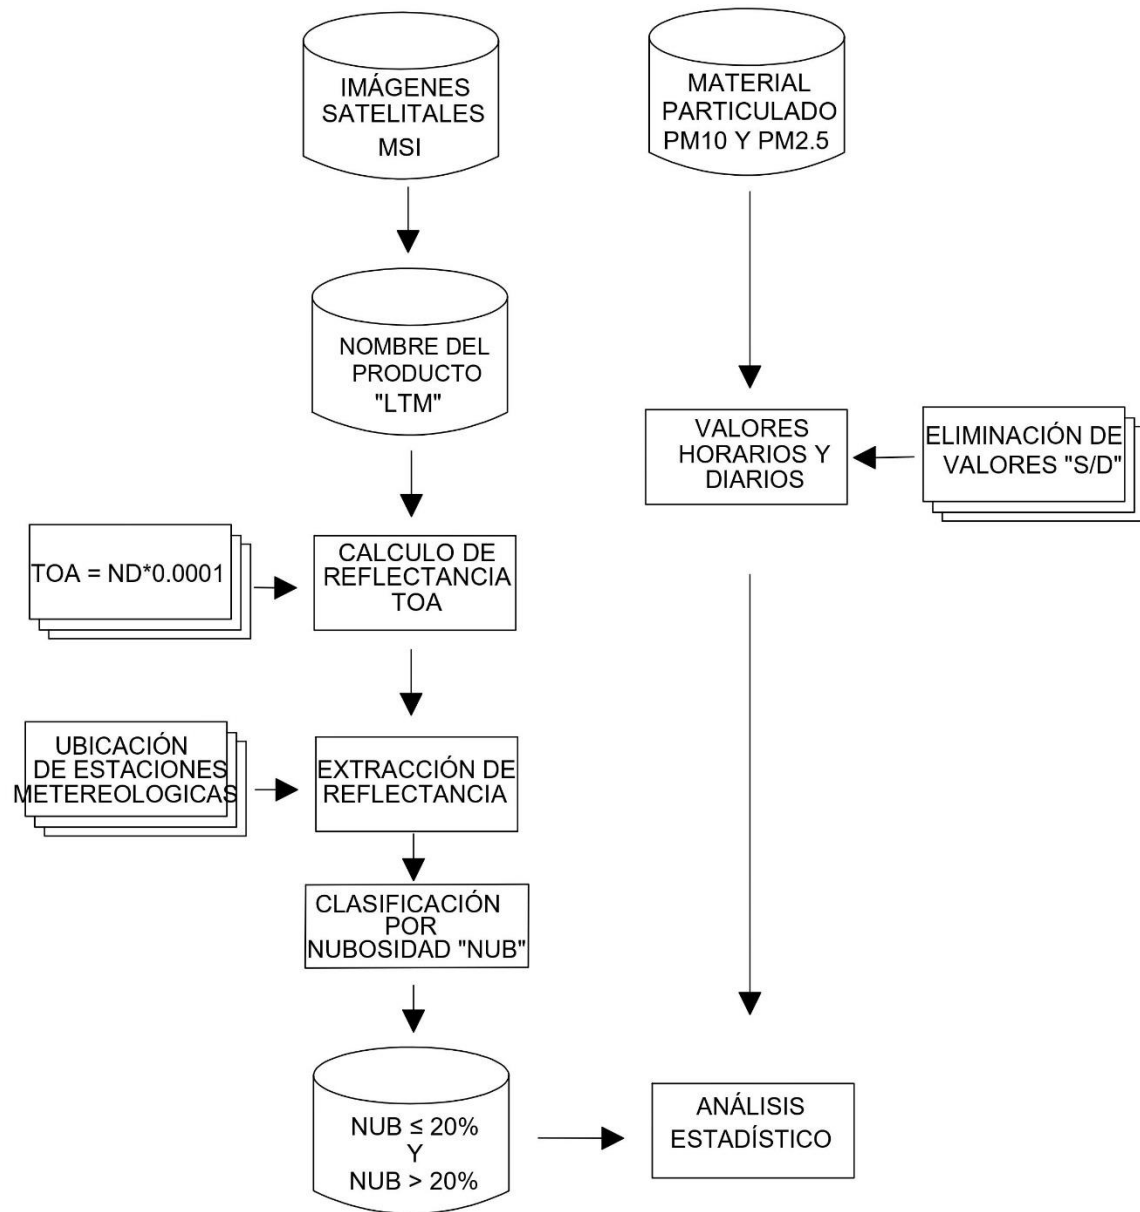 IMÁGENES
SATELITALES
MSI
MATERIAL
PARTICULADO
PM10 Y PM2.5
NOMBRE DEL
PRODUCTO
"LTM"
VALORES
HORARIOS Y
DIARIOS
ELIMINACIÓN DE
VALORES "S/D"
TOA = ND*0.0001
CALCULO DE
REFLECTANCIA
TOA
UBICACIÓN
DE ESTACIONES
METEREOLOGICAS
EXTRACCIÓN DE
REFLECTANCIA
CLASIFICACIÓN
POR
NUBOSIDAD "NUB"
NUB ≤ 20%
Y
NUB > 20%
ANÁLISIS
ESTADÍSTICO